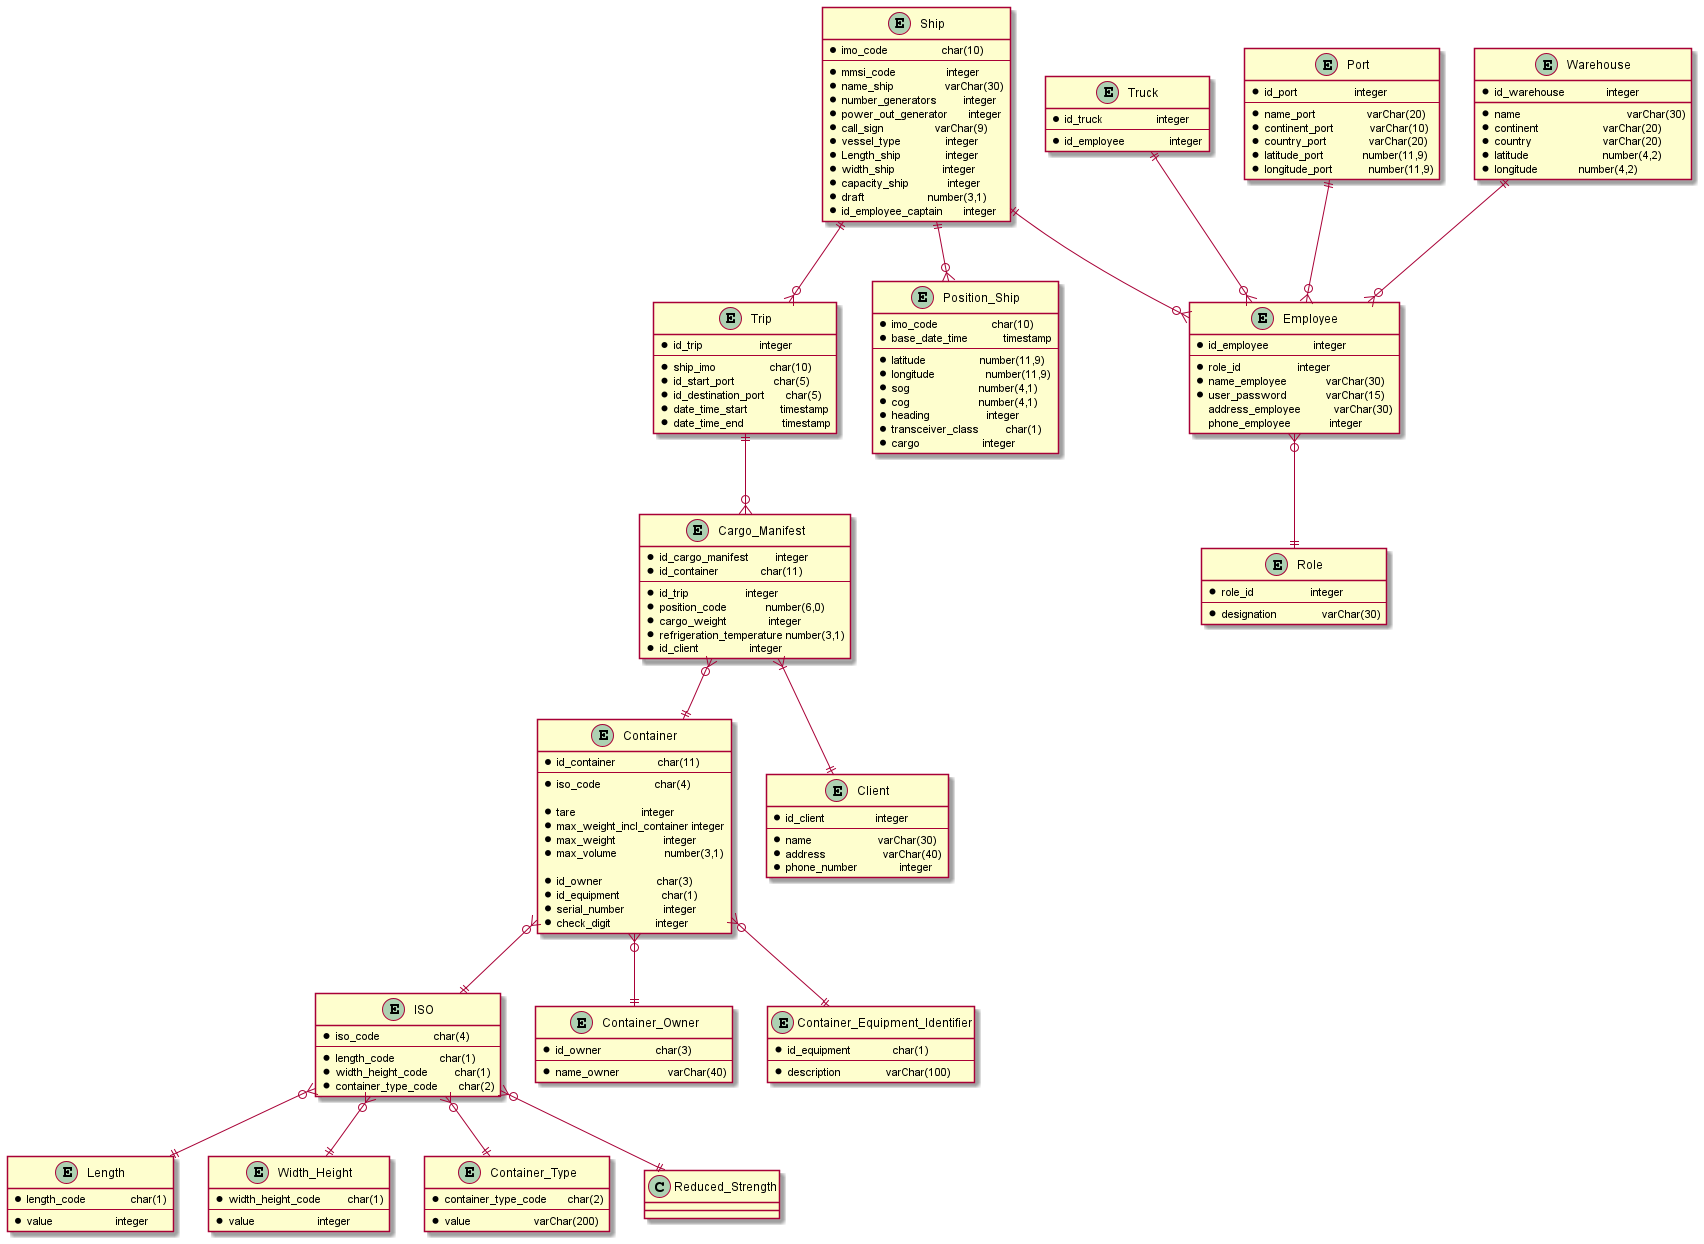 E Ship
imo_code char(10)
mmsi_code integer
name_ship varChar(30)
number_generators integer
power_out_generator integer
call_sign varChar(9)
vessel_type integer
Length_ship integer
width_ship integer
capacity_ship integer
draft number(3,1)
id_employee_captain integer
E Truck
id_truck integer
id_employee integer
E Port
id_port integer
name_port varChar(20)
continent_port varChar(10)
country_port varChar(20)
latitude_port number(11,9)
longitude_port number(11,9)
E Warehouse
id_warehouse integer
name varChar(30)
continent varChar(20)
country varChar(20)
latitude number(4,2)
longitude number(4,2)
E Trip
id_trip integer
ship_imo char(10)
id_start_port char(5)
id_destination_port char(5)
date_time_start timestamp
date_time_end timestamp
E Position_Ship
imo_code char(10)
base_date_time timestamp
latitude number(11,9)
longitude number(11,9)
sog number(4,1)
cog number(4,1)
heading integer
transceiver_class char(1)
cargo integer
E Employee
id_employee integer
role_id integer
name_employee varChar(30)
user_password varChar(15)
address_employee varChar(30)
phone_employee integer
E Cargo_Manifest
id_cargo_manifest integer
id_container char(11)
id_trip integer
position_code number(6,0)
cargo_weight integer
refrigeration_temperature number(3,1)
id_client integer
E Role
role_id integer
designation varChar(30)
E Container
id_container char(11)
iso_code char(4)
tare integer
max_weight_incl_container integer
max_weight integer
max_volume number(3,1)
id_owner char(3)
id_equipment char(1)
serial_number integer
check_digit integer
E Client
id_client integer
name varChar(30)
address varChar(40)
phone_number integer
E ISO
iso_code char(4)
length_code char(1)
width_height_code char(1)
container_type_code char(2)
E Container_Owner
id_owner char(3)
name_owner varChar(40)
E Container_Equipment_Identifier
id_equipment char(1)
description varChar(100)
E Length
length_code char(1)
value integer
E Width_Height
width_height_code char(1)
value integer
E Container_Type
container_type_code char(2)
value varChar(200)
C Reduced_Strength